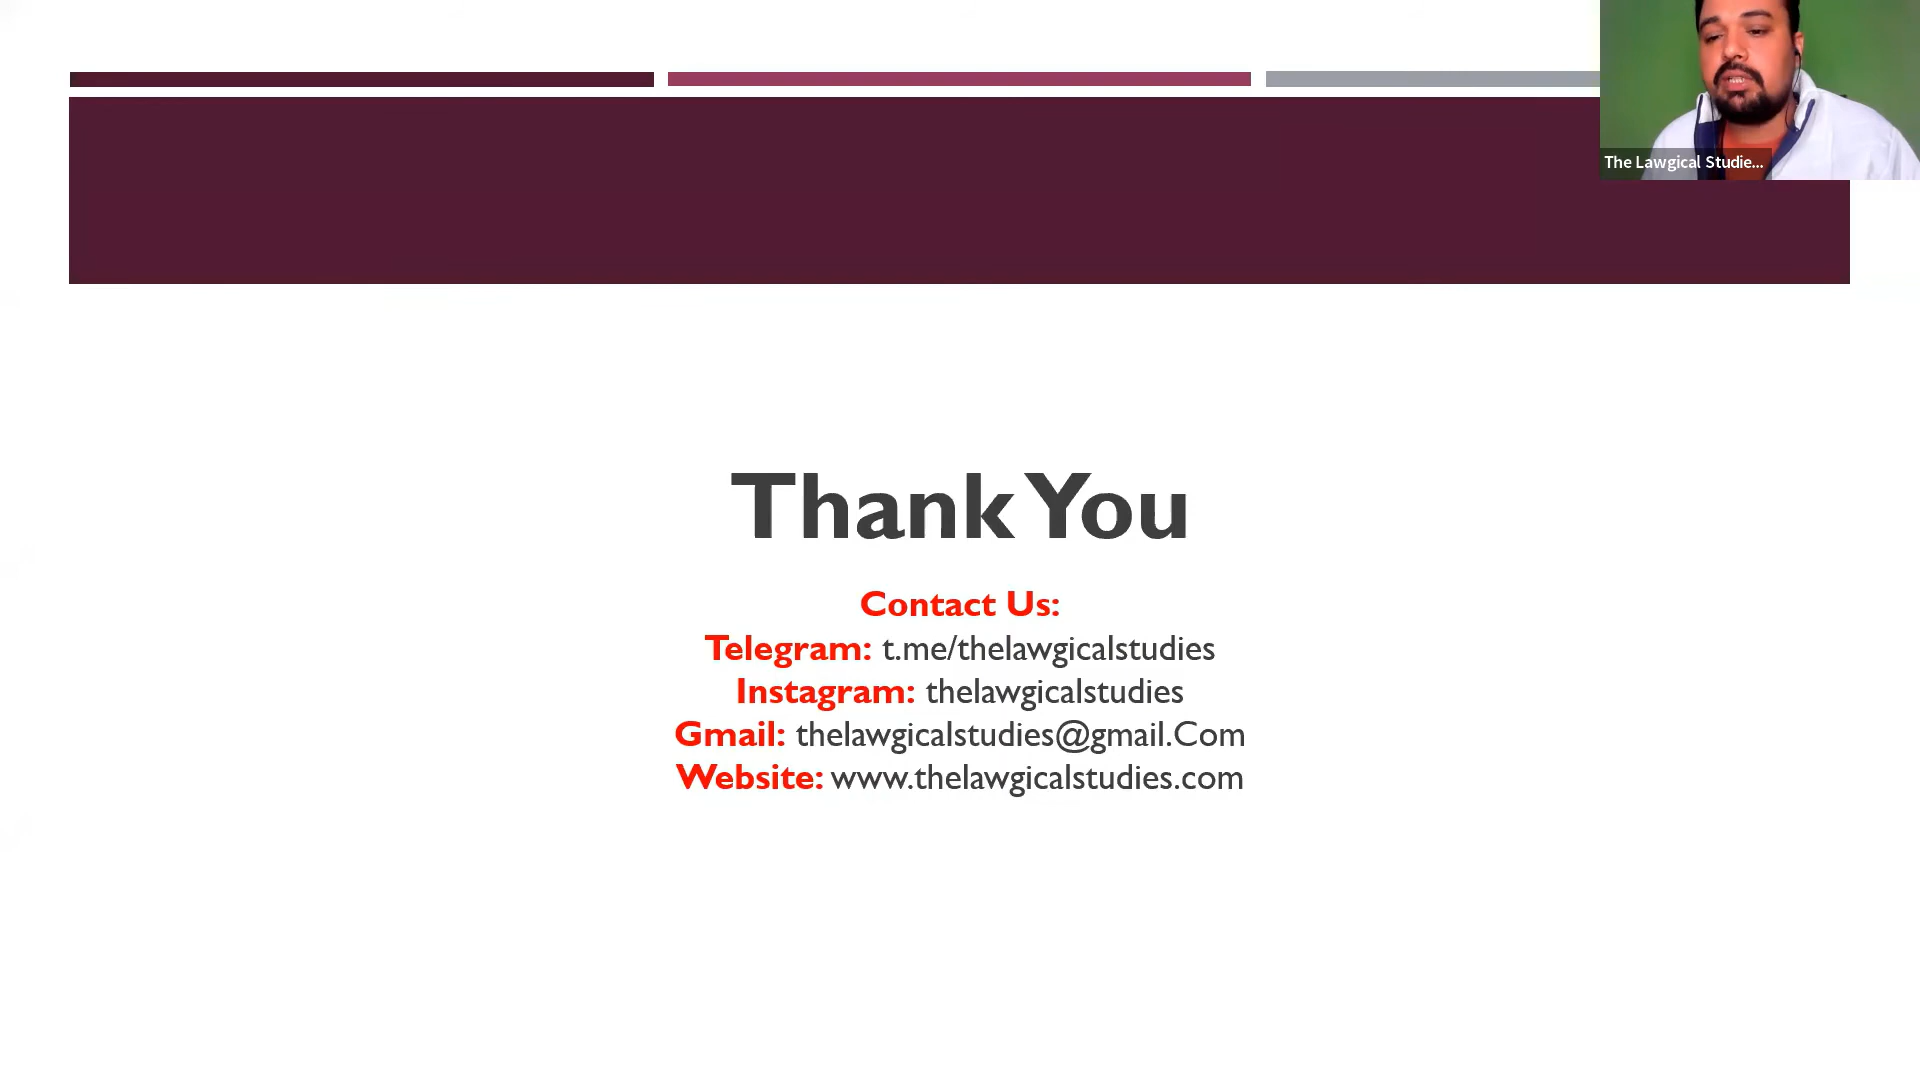 The Lawgical Studie...
Thank You
Contact Us:
Telegram: t.me/thelawgicalstudies
Instagram: thelawgicalstudies
Gmail: thelawgicalstudies@gmail.Com
Website: www.thelawgicalstudies.com